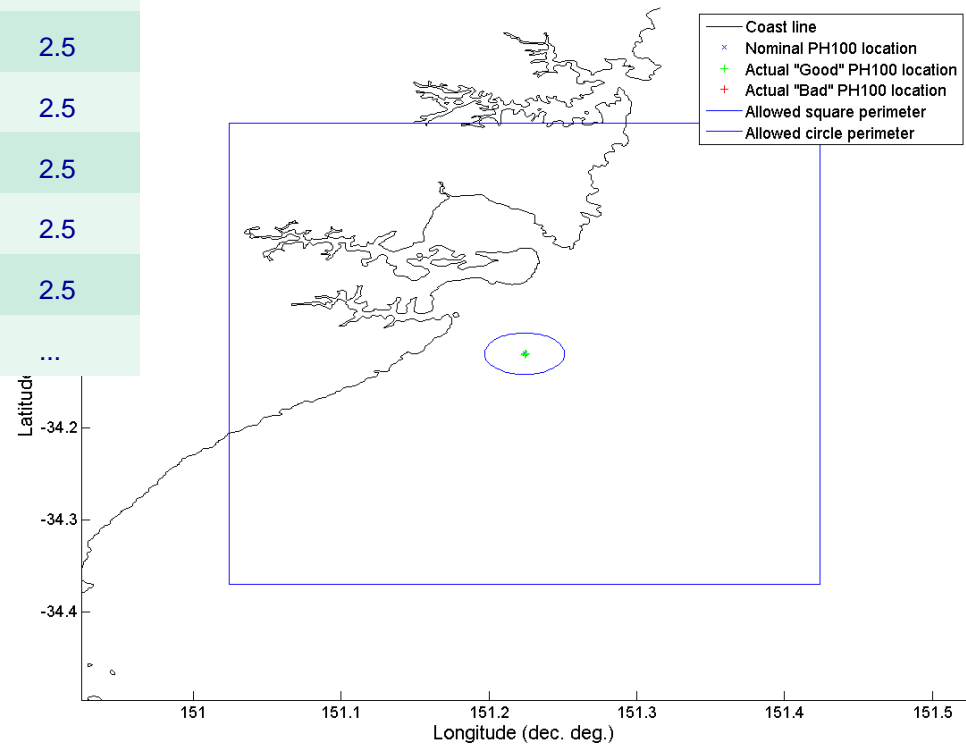 2.5
2.5
2.5
2.5
2.5
...
Coast line
Nominal PH100 location
Actual "Good" PH100 location
Actual "Bad" PH100 location
Allowed square perimeter
Allowed circle perimeter
Latitude
-34.2
-34.3
-34.4
151
151.1
151.2
151.3
151.4
151.5
Longitude (dec. deg.)